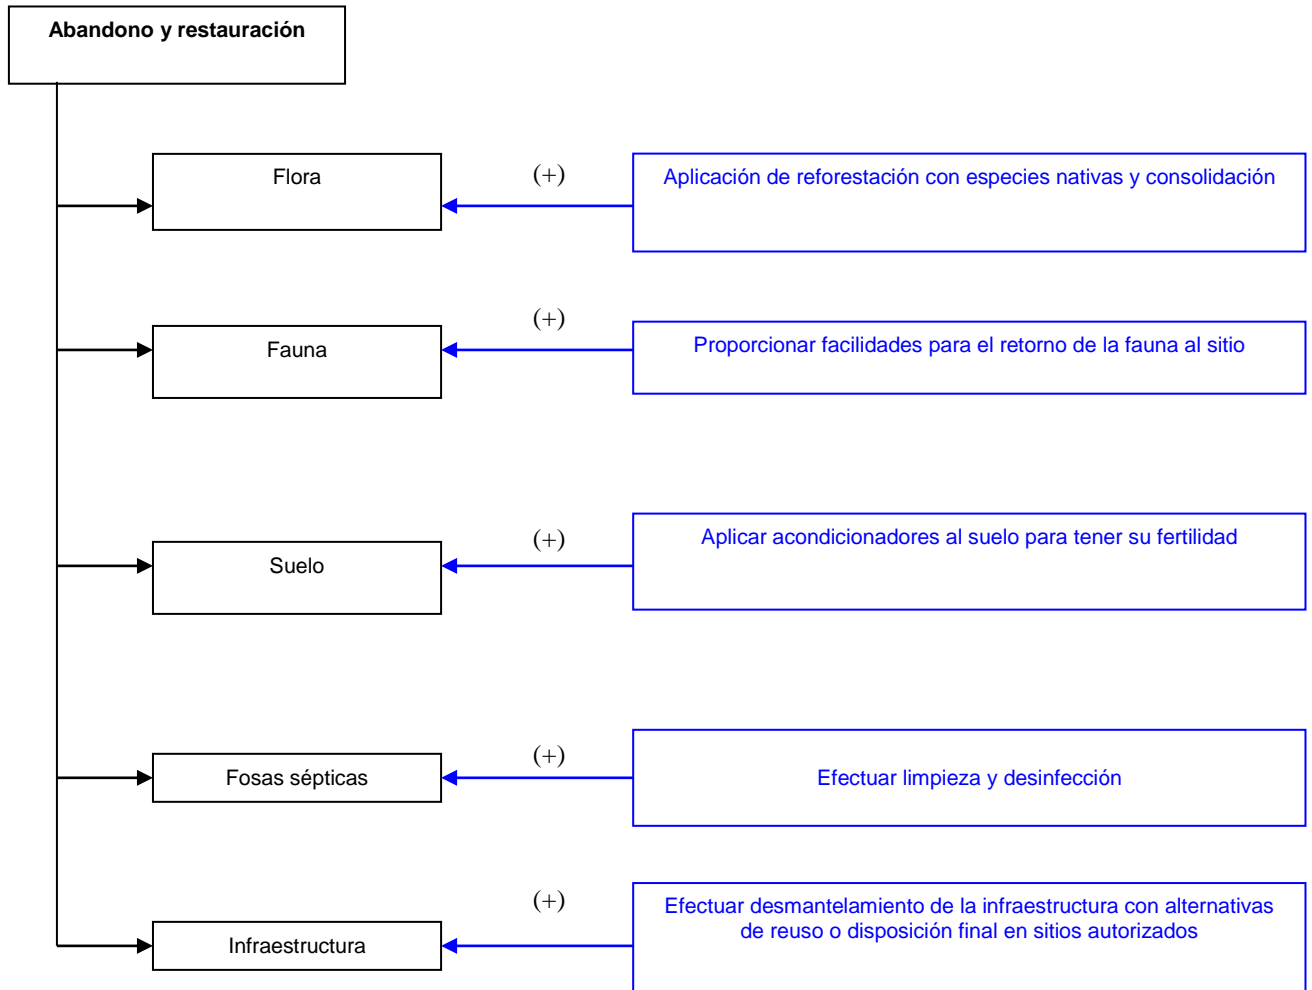 Abandono y restauración
Flora
(+)
Aplicación de reforestación con especies nativas y consolidación
Fauna
(+)
Proporcionar facilidades para el retorno de la fauna al sitio
Suelo
(+)
Aplicar acondicionadores al suelo para tener su fertilidad
Fosas sépticas
(+)
Efectuar limpieza y desinfección
Infraestructura
(+)
Efectuar desmantelamiento de la infraestructura con alternativas
de reuso o disposición final en sitios autorizados